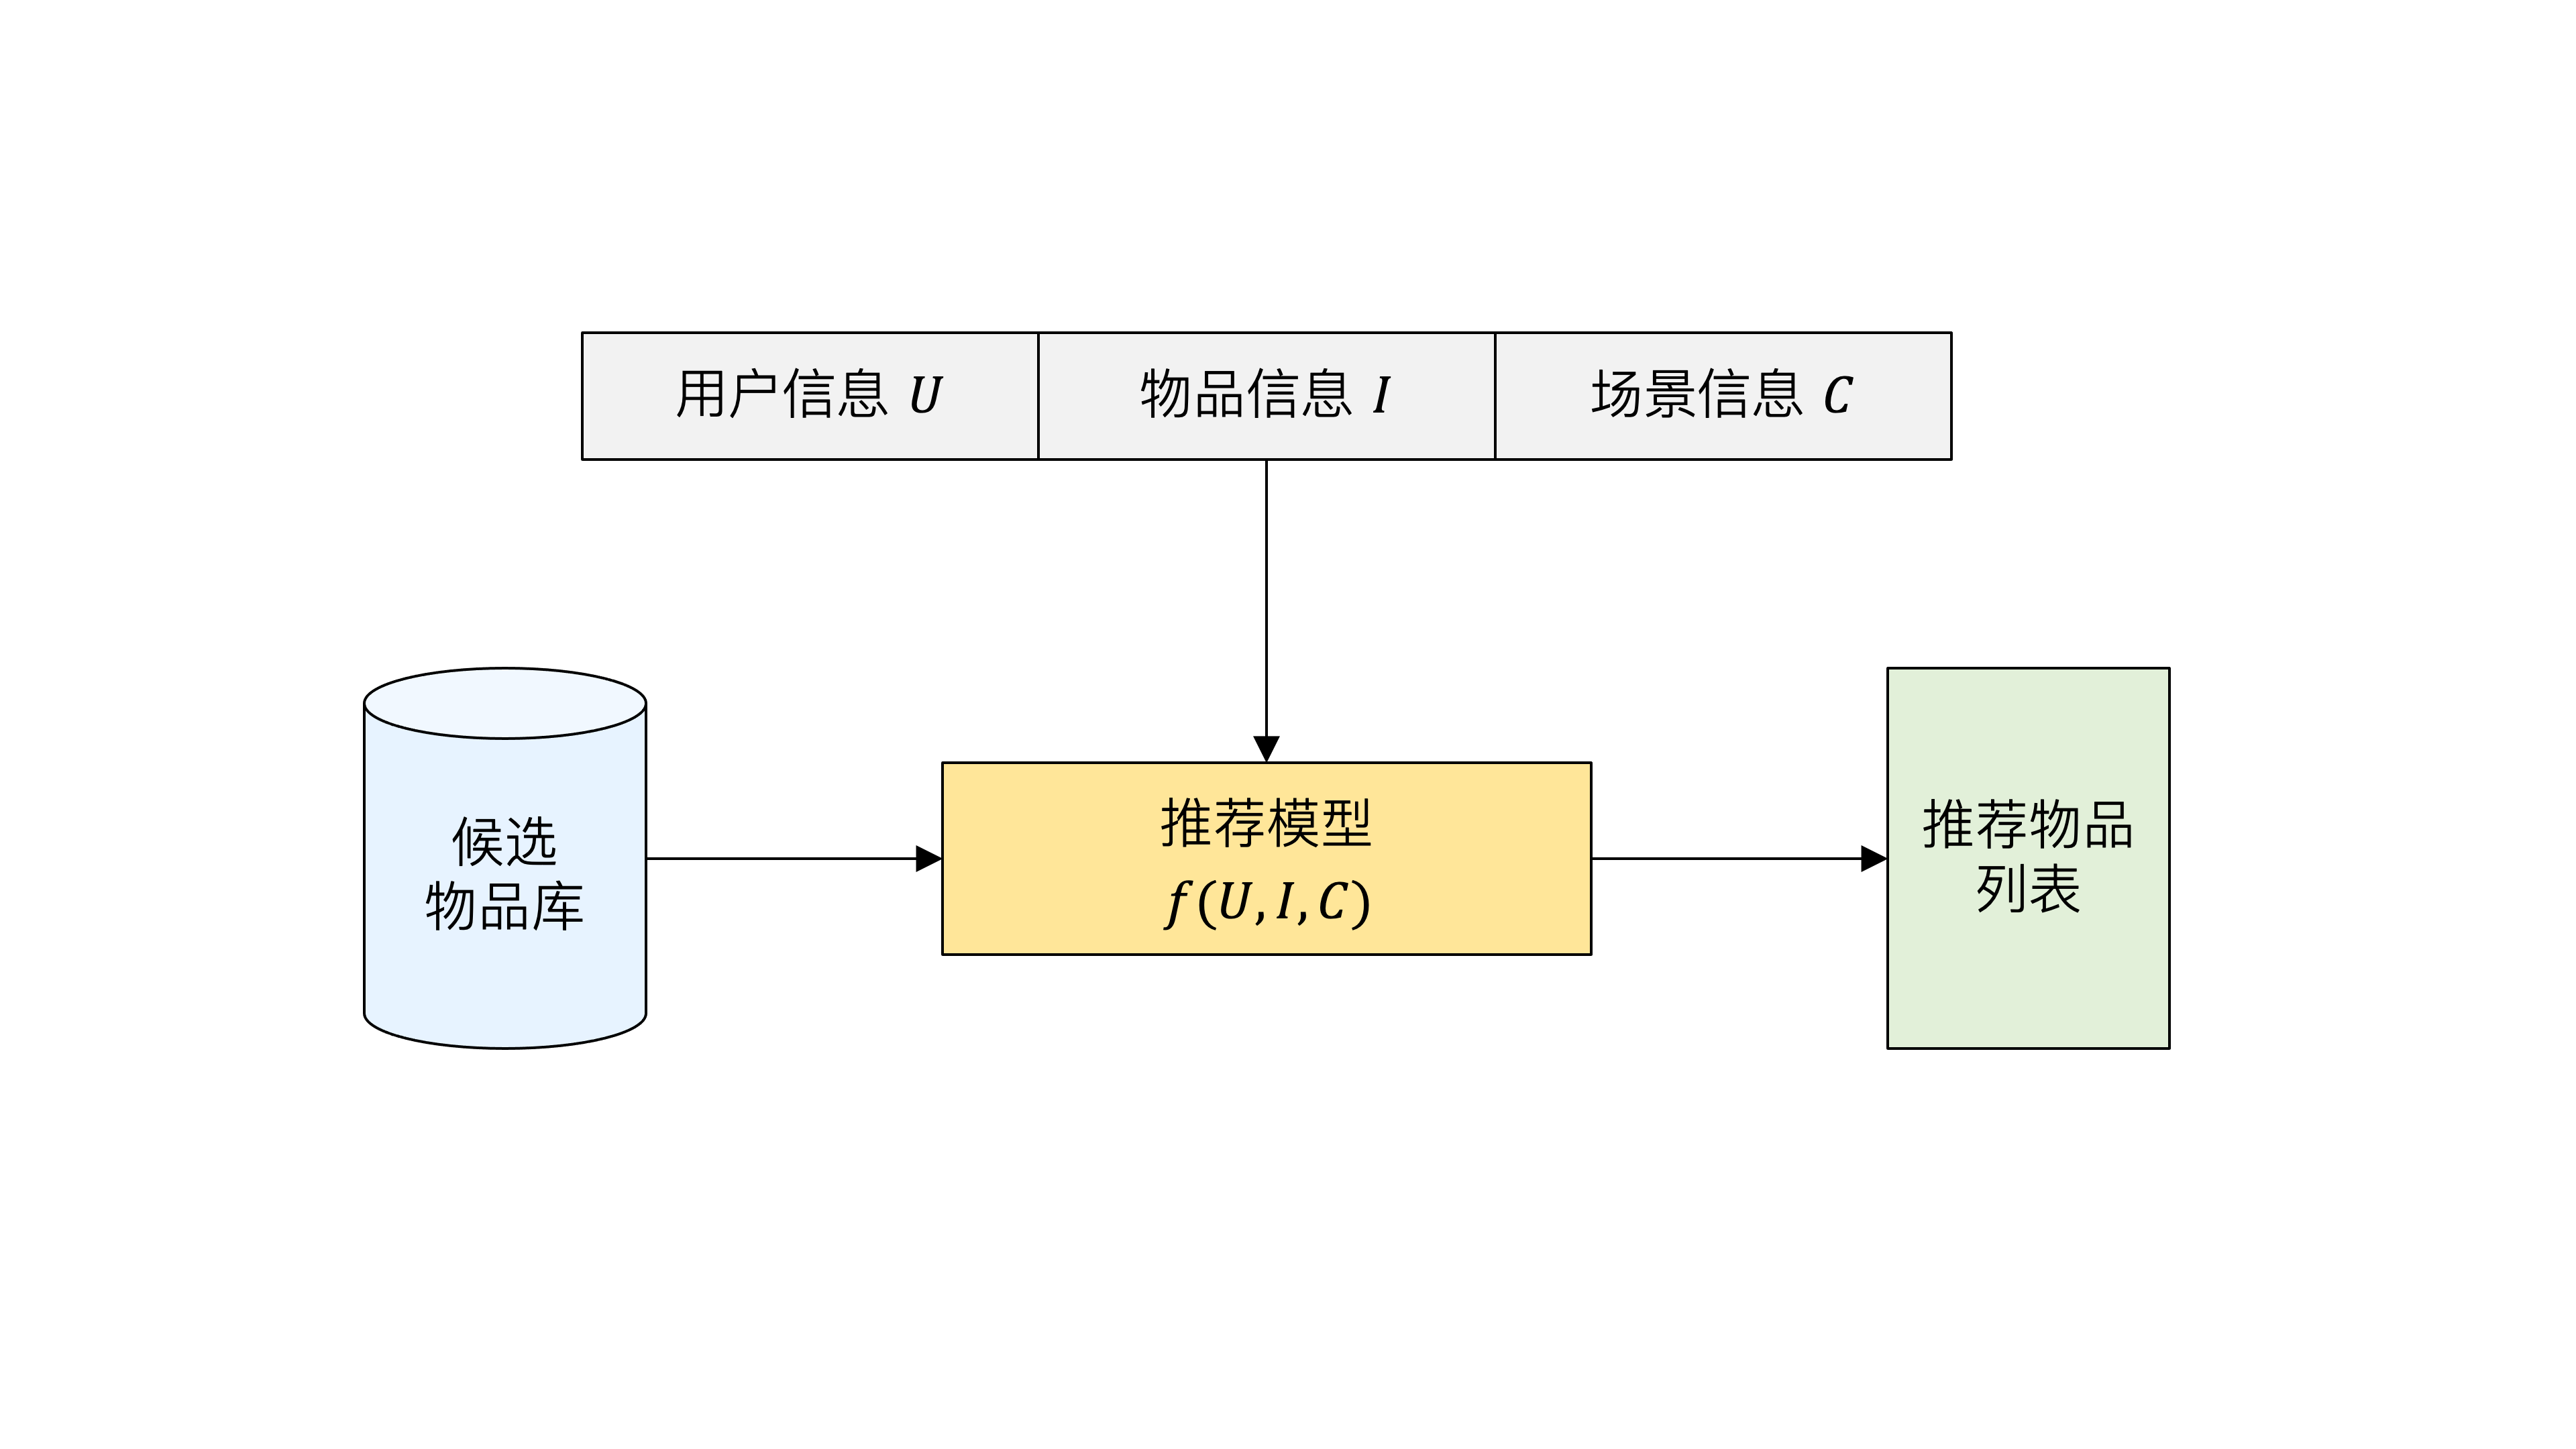 用户信息 U
物品信息 I
场景信息 C
候选
物品库
推荐模型
f(U,I,C)
推荐物品
列表